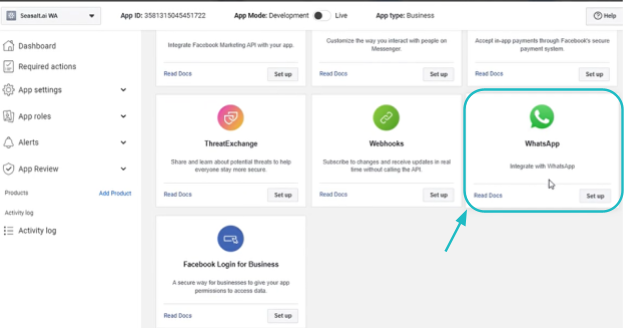 Seasalt.ai WA
App ID: 3581315045451722
App Mode: Development
Live
App type: Business
Help
Dashboard
Required actions
App settings
App roles
Alerts
App Review
Products
Add Product
Activity log
Activity log
Integrate Facebook Marketing API with your app.
Read Docs
Set up
Customize the way you interact with people on
Messenger.
Read Docs
Set up
Accept in-app payments through Facebook's secure
payment system.
Read Docs
Set up
ThreatExchange
Share and learn about potential threats to help
everyone stay more secure.
Read Docs
Set up
Webhooks
Subscribe to changes and receive updates in real
time without calling the API.
Read Docs
Set up
WhatsApp
Integrate with WhatsApp
Read Docs
Set up
Facebook Login for Business
A secure way for businesses to give your app
permissions to access data.
Read Docs
Set up